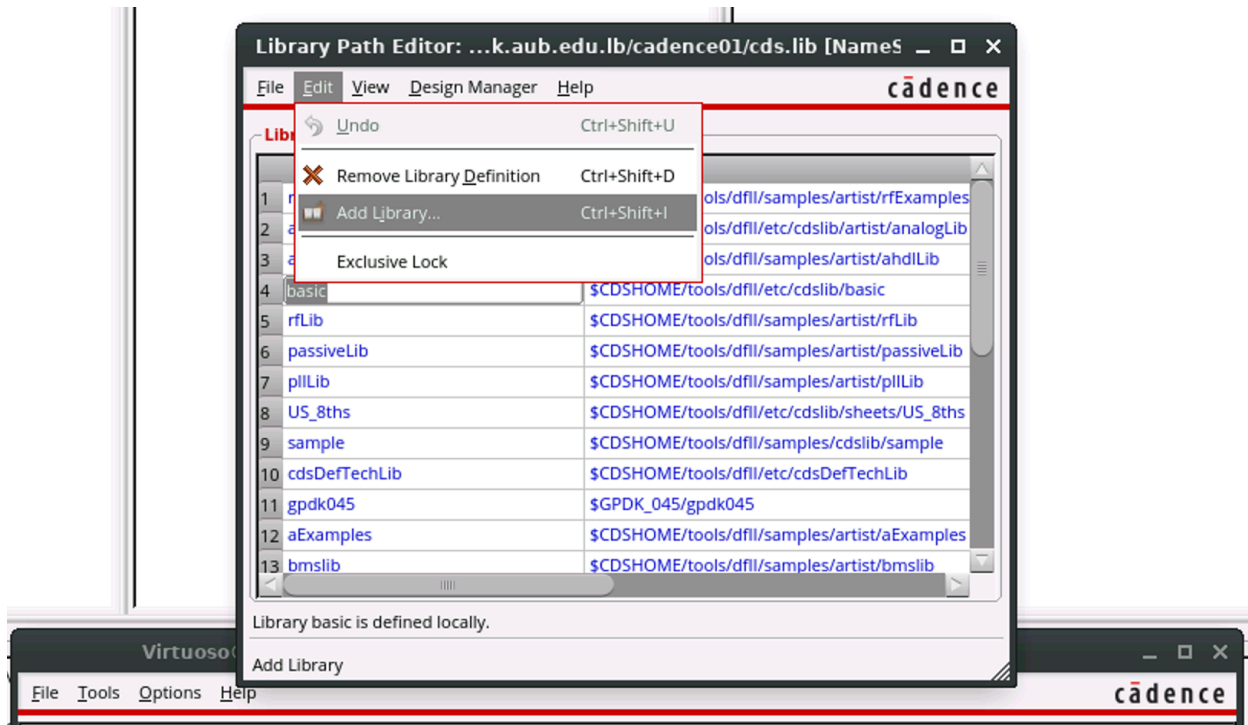 Library Path Editor: ...k.aub.edu.lb/cadence01/cds.lib [NameS
File Edit View Design Manager Help cādence
Libr
Undo Ctrl+Shift+U
Remove Library Definition Ctrl+Shift+D
Add Library... Ctrl+Shift+I
Exclusive Lock
1 ols/dfII/samples/artist/rfExamples
2 a ols/dfII/etc/cdslib/artist/analogLib
3 a ols/dfII/samples/artist/ahdlLib
4 basic $CDSHOME/tools/dfII/etc/cdslib/basic
5 rfLib $CDSHOME/tools/dfII/samples/artist/rfLib
6 passiveLib $CDSHOME/tools/dfII/samples/artist/passiveLib
7 pllLib $CDSHOME/tools/dfII/samples/artist/pllLib
8 US_8ths $CDSHOME/tools/dfII/etc/cdslib/sheets/US_8ths
9 sample $CDSHOME/tools/dfII/samples/cdslib/sample
10 cdsDefTechLib $CDSHOME/tools/dfII/etc/cdsDefTechLib
11 gpdk045 $GPDK_045/gpdk045
12 aExamples $CDSHOME/tools/dfII/samples/artist/aExamples
13 bmslib $CDSHOME/tools/dfII/samples/artist/bmslib
Library basic is defined locally.
Add Library
Virtuoso
File Tools Options Help cādence